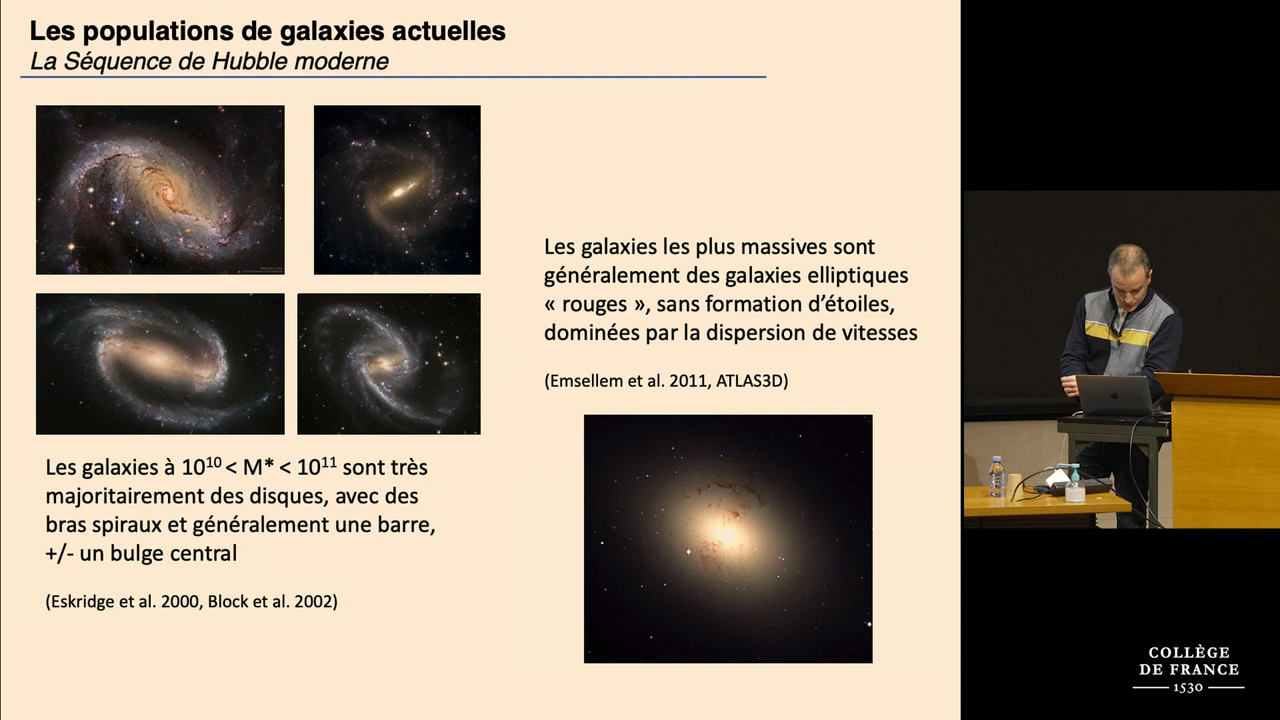 Les populations de galaxies actuelles
La Séquence de Hubble moderne
Les galaxies à 10¹⁰ < M* < 10¹¹ sont très
majoritairement des disques, avec des
bras spiraux et généralement une barre,
+/- un bulge central
(Eskridge et al. 2000, Block et al. 2002)
Les galaxies les plus massives sont
généralement des galaxies elliptiques
« rouges », sans formation d’étoiles,
dominées par la dispersion de vitesses
(Emsellem et al. 2011, ATLAS3D)
COLLÈGE
DE FRANCE
1530